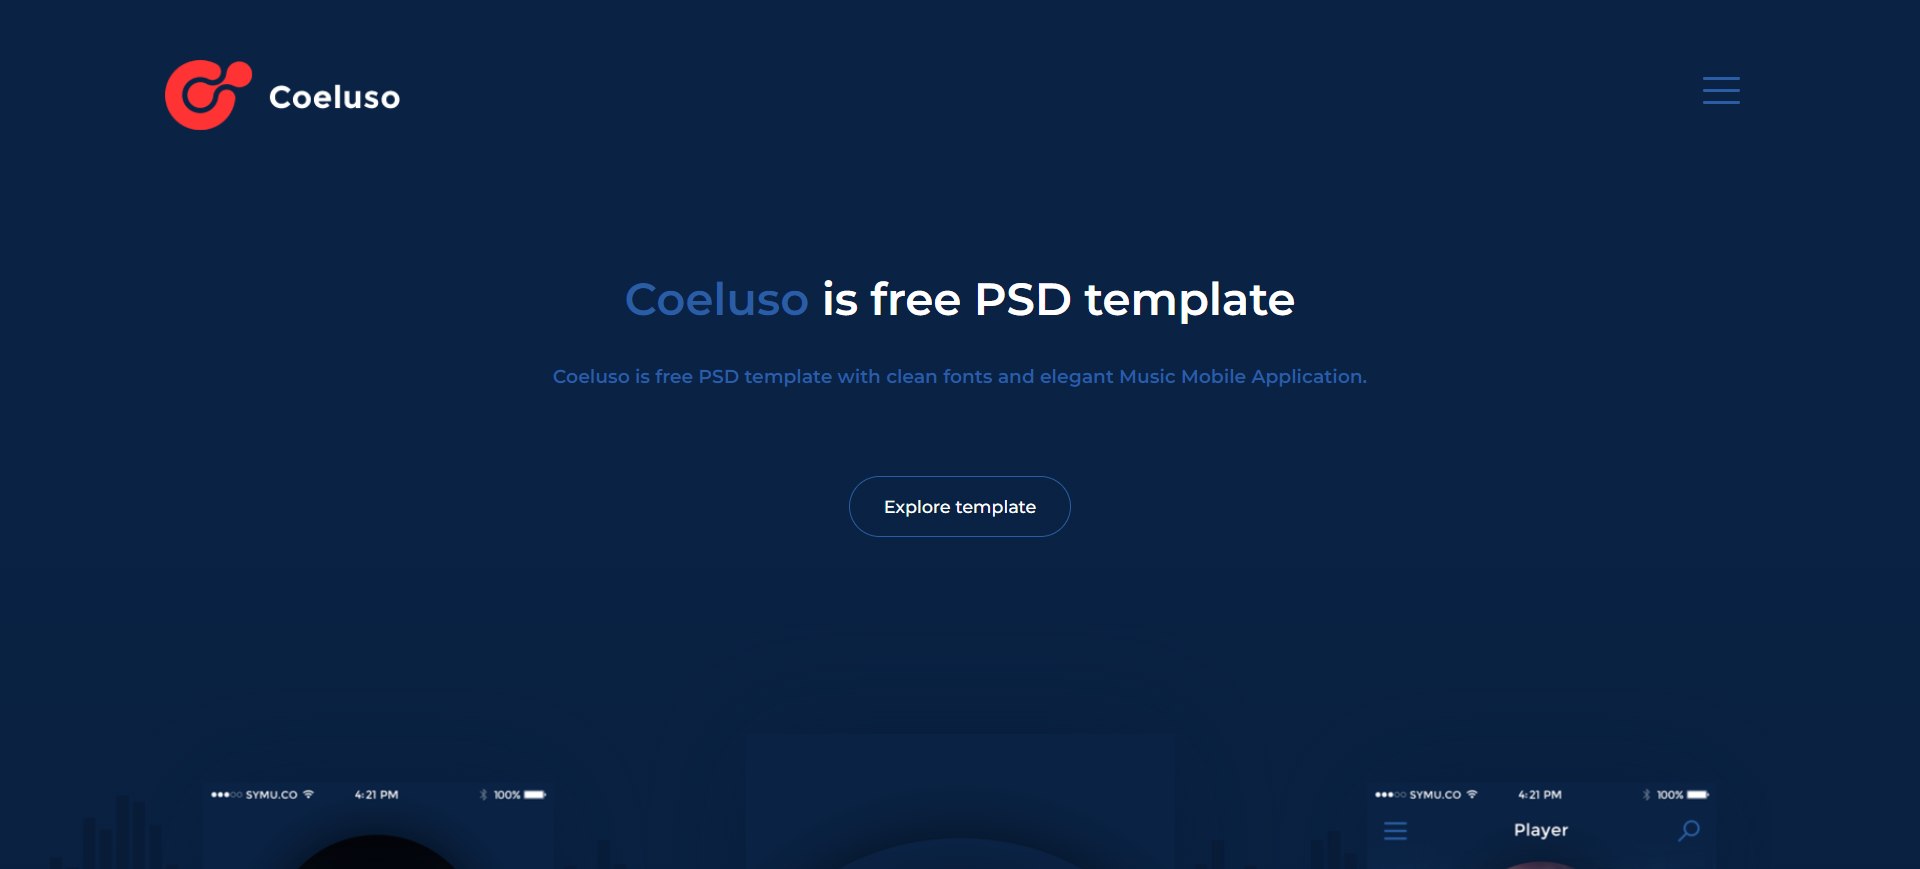 Coeluso
Coeluso is free PSD template
Coeluso is free PSD template with clean fonts and elegant Music Mobile Application.
Explore template
SYMU.CO 4:21 PM 100%
SYMU.CO 4:21 PM 100%
Player